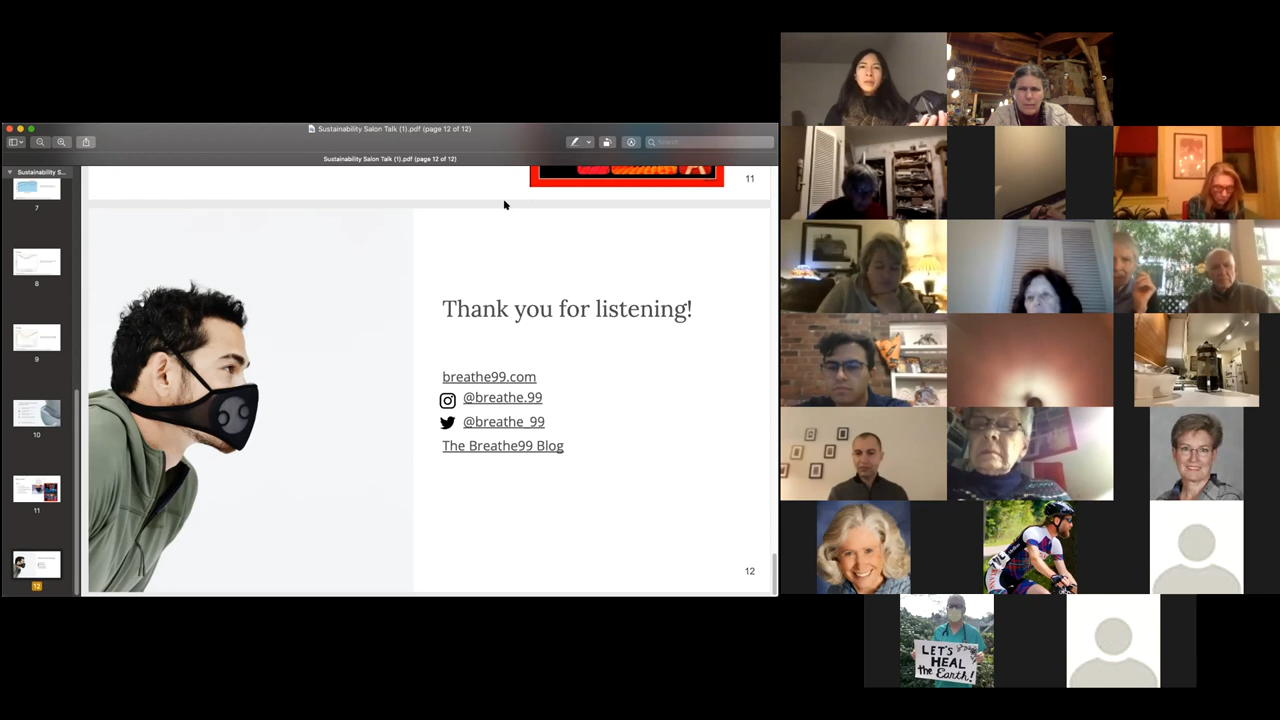 Sustainability Salon Talk (1).pdf (page 12 of 12)
Search
Sustainability Salon Talk (1).pdf (page 12 of 12)
Sustainability S...
7
8
9
10
11
12
11
Thank you for listening!
breathe99.com
@breathe.99
@breathe_99
The Breathe99 Blog
12
LET'S
HEAL
the Earth!